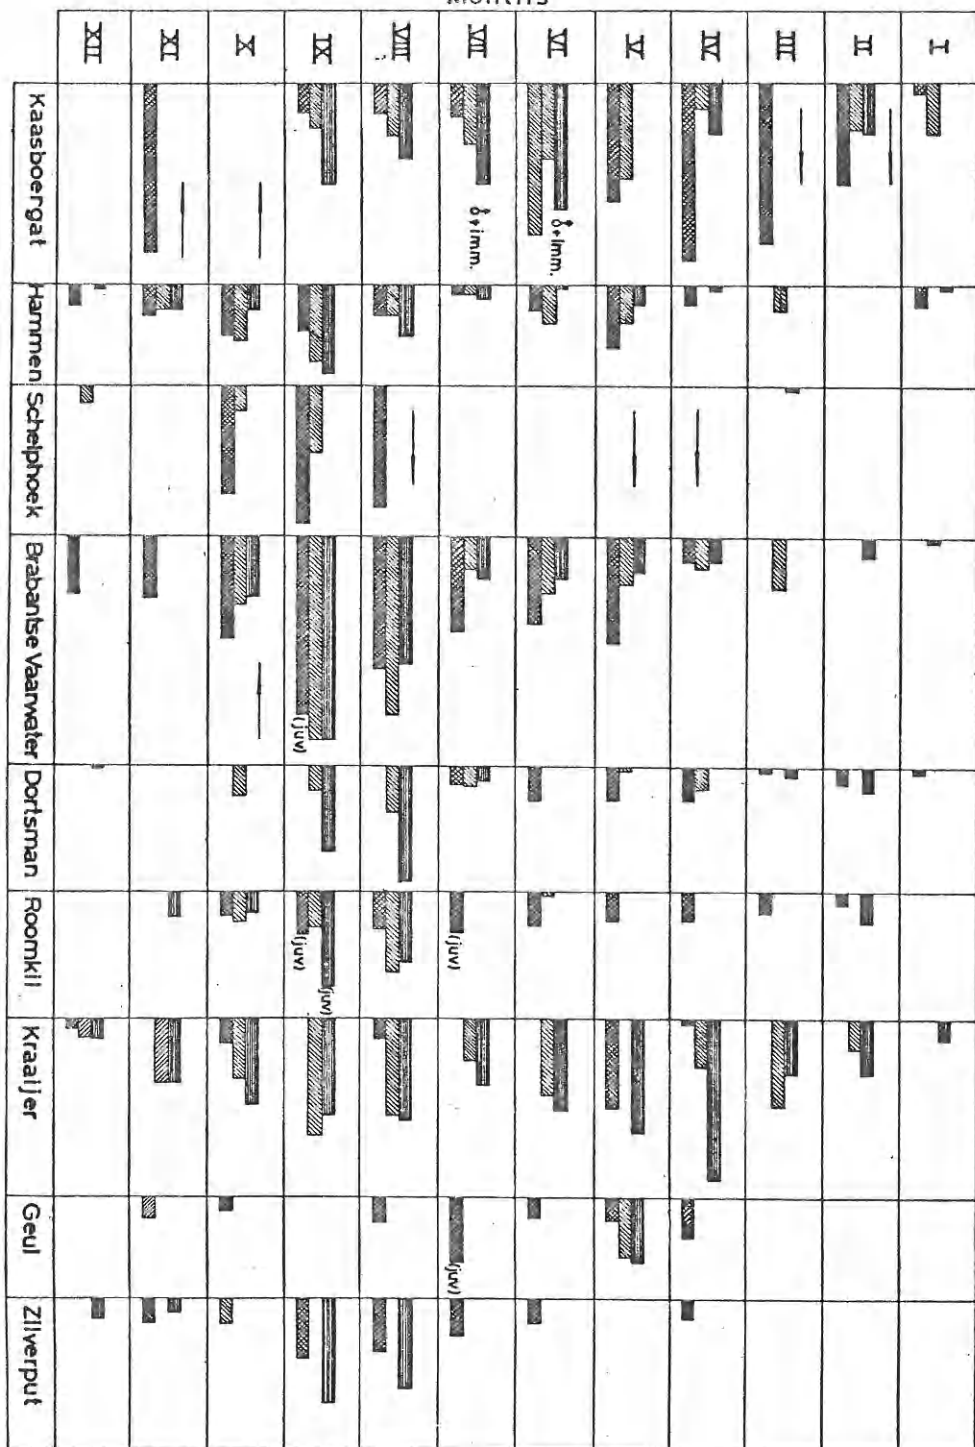 Months
XII
XI
X
IX
VIII
VIII
VI
V
IV
III
II
I
Kaasboergat
+ imm.
+ imm.
Hammen
Schelphoek
Brabantse Vaarwater
(juv)
Dortsman
Roomkil
(juv)
(juv)
(juv)
Kraaijer
Geul
(juv)
Zilverput